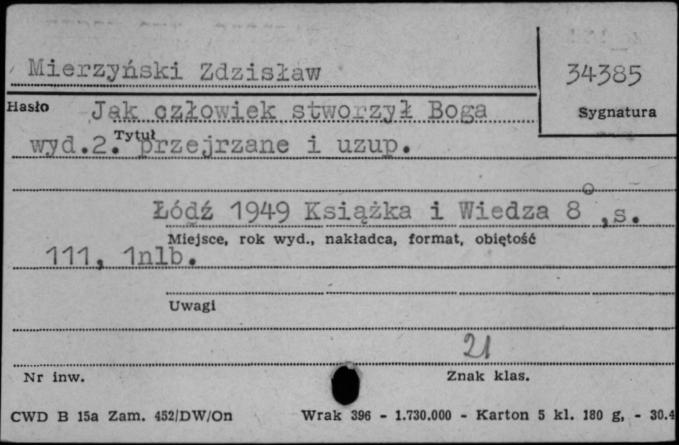 Mierzyński Zdzisław
34385
Hasło
Sygnatura
Jak człowiek stworzył Boga
Tytuł
wyd.2. przejrzane i uzup.
Łódź 1949 Książka i Wiedza 8°,s.
Miejsce, rok wyd., nakładca, format, objętość
111, 1nlb.
Uwagi
21
Nr inw.
Znak klas.
CWD B 15a Zam. 452/DW/On
Wrak 396 - 1.730.000 - Karton 5 kl. 180 g, - 30.4